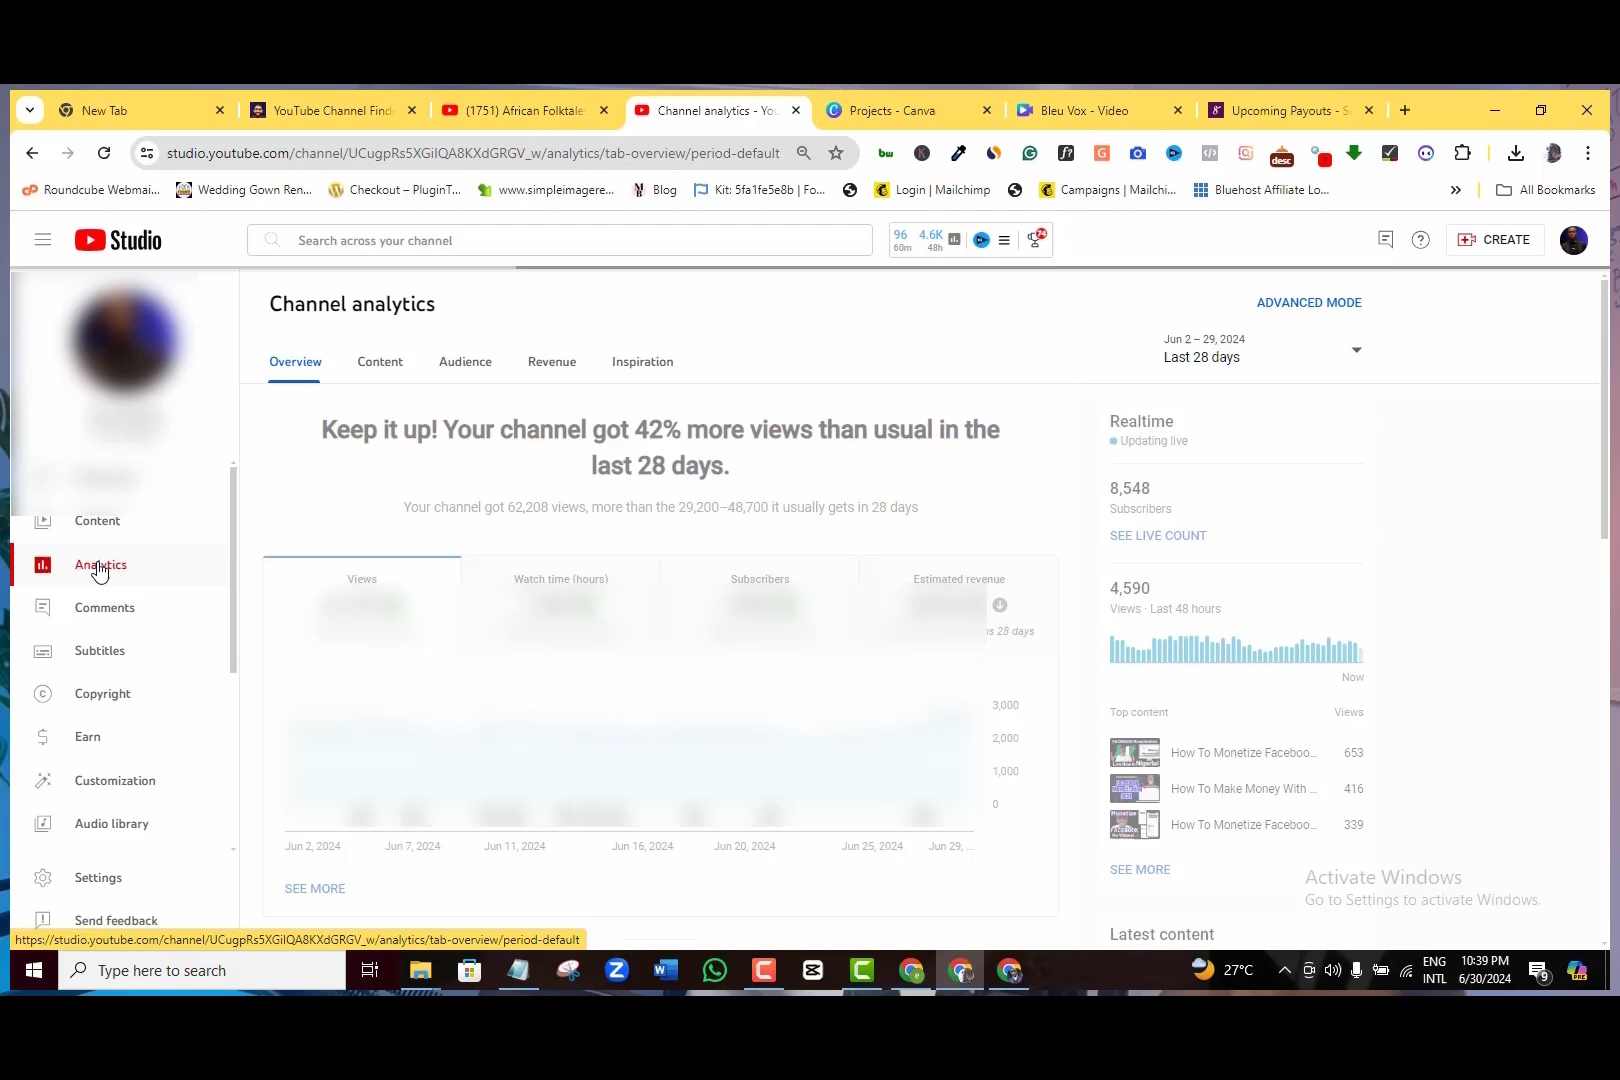 New Tab
YouTube Channel Find
(1751) African Folktale
Channel analytics - You
Projects - Canva
Bleu Vox - Video
Upcoming Payouts - S
studio.youtube.com/channel/UCugpRs5XGiIQA8KXdGRGV_w/analytics/tab-overview/period-default
Roundcube Webmai...
Wedding Gown Ren...
Checkout – PluginT...
www.simpleimagere...
Blog
Kit: 5fa1fe5e8b | Fo...
Login | Mailchimp
Campaigns | Mailchi...
Bluehost Affiliate Lo...
All Bookmarks
Studio
Search across your channel
96
60m
4.6K
48h
74
CREATE
Channel analytics
ADVANCED MODE
Overview
Content
Audience
Revenue
Inspiration
Jun 2 – 29, 2024
Last 28 days
Keep it up! Your channel got 42% more views than usual in the
last 28 days.
Your channel got 62,208 views, more than the 29,200–48,700 it usually gets in 28 days
Views
Watch time (hours)
Subscribers
Estimated revenue
28 days
3,000
2,000
1,000
0
Jun 2, 2024
Jun 7, 2024
Jun 11, 2024
Jun 16, 2024
Jun 20, 2024
Jun 25, 2024
Jun 29, ...
SEE MORE
Realtime
Updating live
8,548
Subscribers
SEE LIVE COUNT
4,590
Views · Last 48 hours
Now
Top content
Views
How To Monetize Faceboo...
653
How To Make Money With ...
416
How To Monetize Faceboo...
339
SEE MORE
Latest content
Activate Windows
Go to Settings to activate Windows.
Content
Analytics
Comments
Subtitles
Copyright
Earn
Customization
Audio library
Settings
Send feedback
https://studio.youtube.com/channel/UCugpRs5XGiIQA8KXdGRGV_w/analytics/tab-overview/period-default
Type here to search
27°C
ENG
INTL
10:39 PM
6/30/2024
9